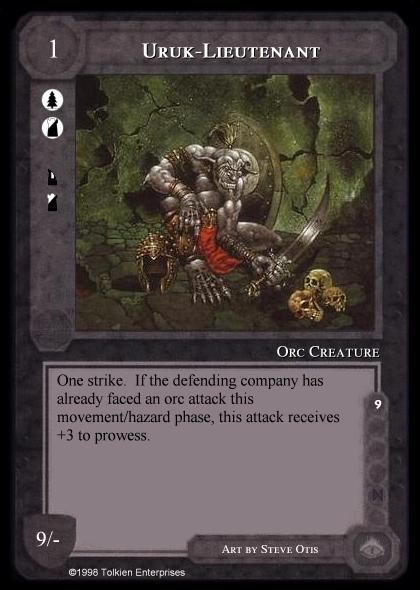 1
Uruk-Lieutenant
Orc Creature
One strike. If the defending company has
already faced an orc attack this
movement/hazard phase, this attack receives
+3 to prowess.
9
9/-
Art by Steve Otis
©1998 Tolkien Enterprises